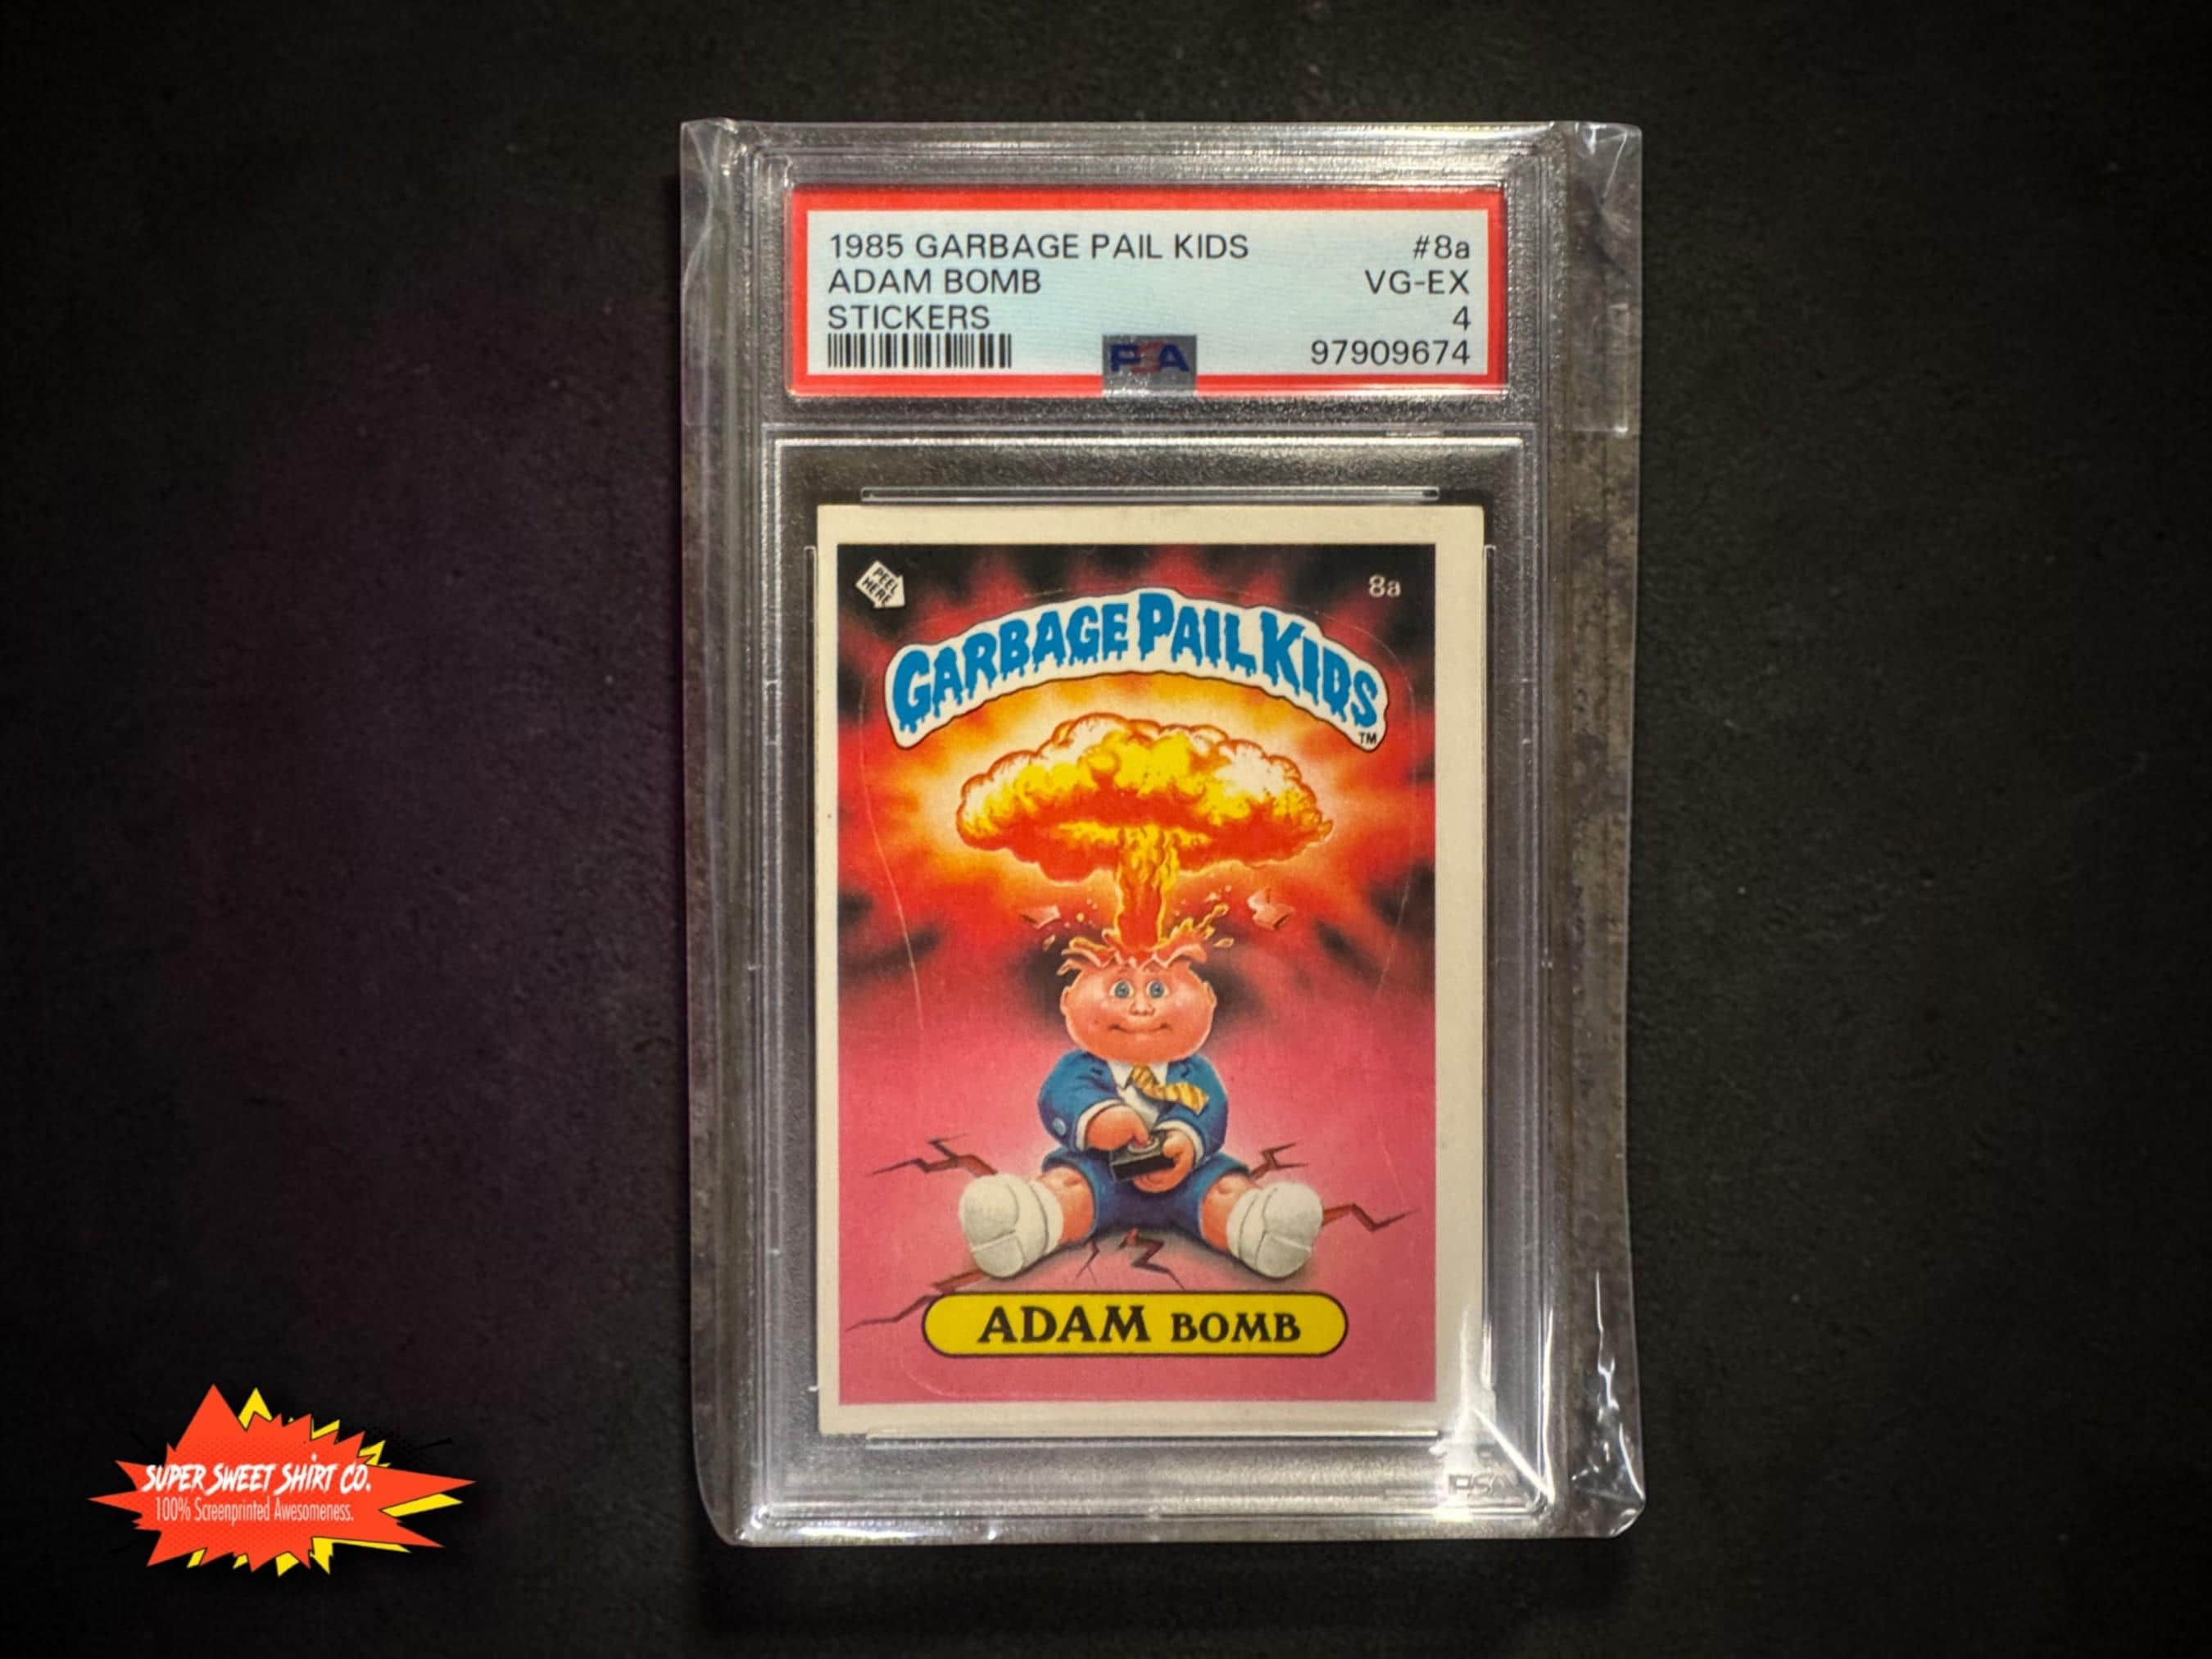 1985 GARBAGE PAIL KIDS #8a
ADAM BOMB VG-EX
STICKERS 4
PSA 97909674
PEEL HERE
8a
GARBAGE PAIL KIDS
TM
ADAM BOMB
PSA
SUPER SWEET SHIRT CO.
100% Screenprinted Awesomeness.